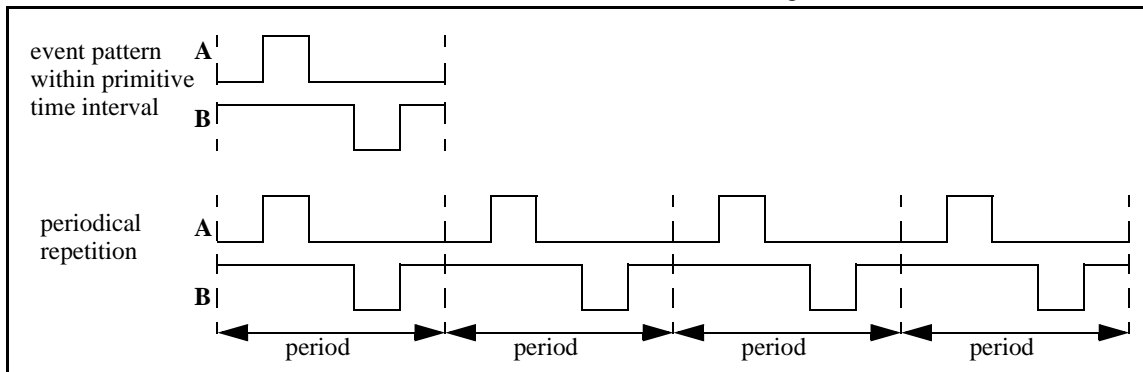 event pattern
within primitive
time interval
A
B
periodical
repetition
A
B
period
period
period
period